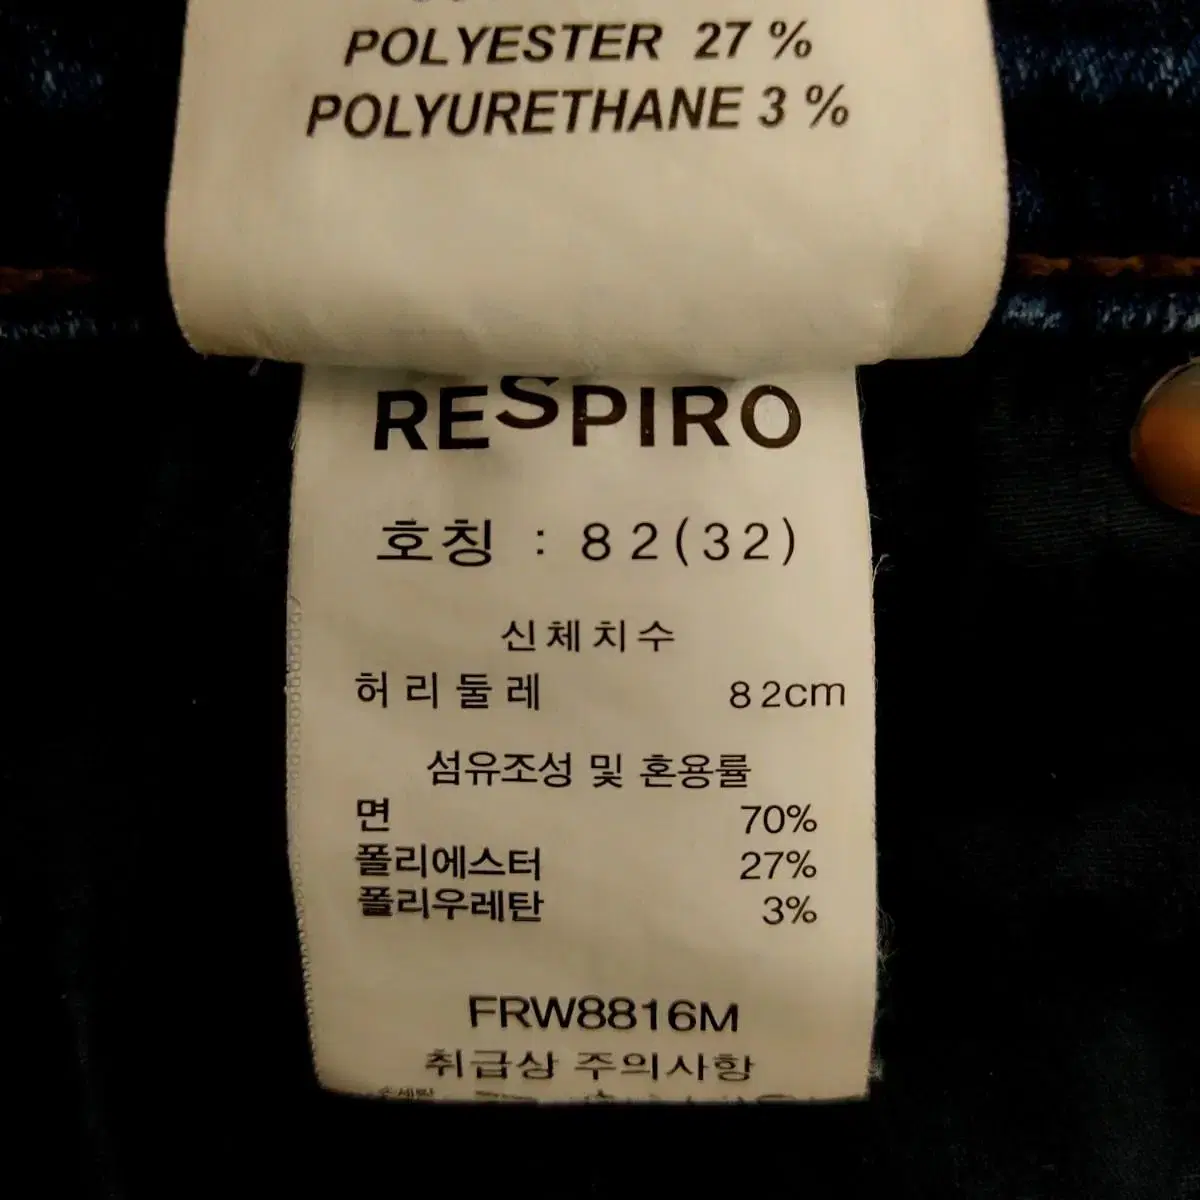 POLYESTER 27 %
POLYURETHANE 3 %
RESPIRO
호칭 : 82(32)
신체치수
허리둘레 82cm
섬유조성 및 혼용률
면 70%
폴리에스터 27%
폴리우레탄 3%
FRW8816M
취급상 주의사항